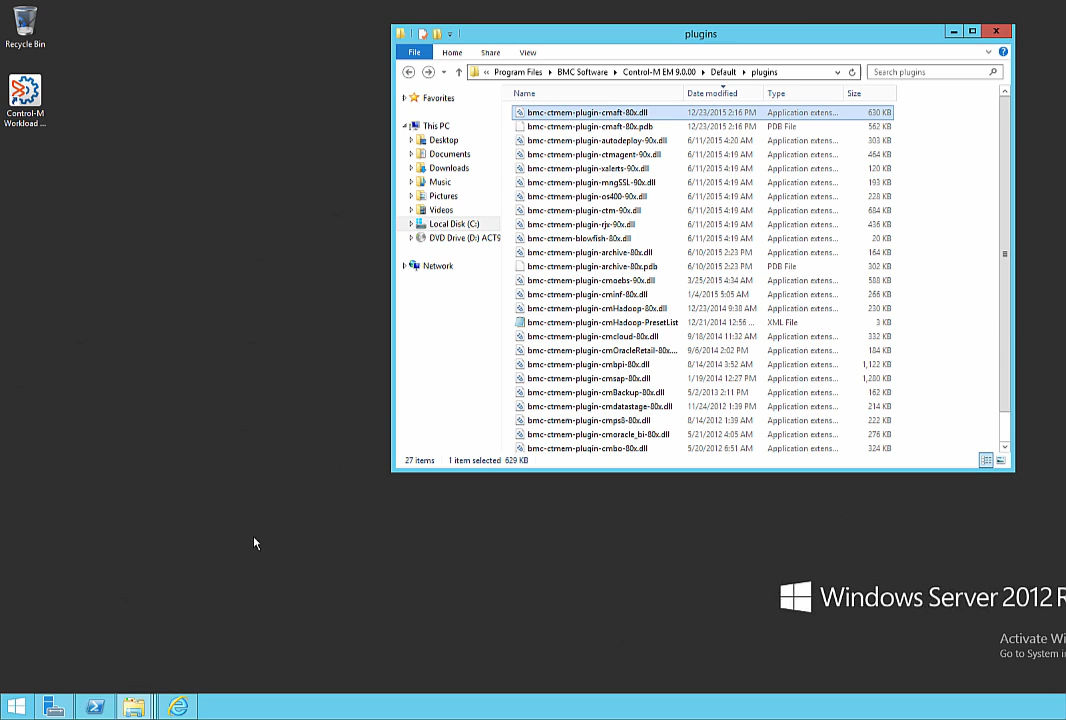 Recycle Bin
Control-M
Workload ...
plugins
File Home Share View
« Program Files BMC Software Control-M EM 9.0.00 Default plugins
Search plugins
Favorites
This PC
Desktop
Documents
Downloads
Music
Pictures
Videos
Local Disk (C:)
DVD Drive (D:) ACT9
Network
Name Date modified Type Size
bmc-ctmem-plugin-cmaft-80x.dll 12/23/2015 2:16 PM Application extens... 630 KB
bmc-ctmem-plugin-cmaft-80x.pdb 12/23/2015 2:16 PM PDB File 562 KB
bmc-ctmem-plugin-autodeploy-90x.dll 6/11/2015 4:20 AM Application extens... 303 KB
bmc-ctmem-plugin-ctmagent-90x.dll 6/11/2015 4:19 AM Application extens... 464 KB
bmc-ctmem-plugin-xalerts-90x.dll 6/11/2015 4:19 AM Application extens... 120 KB
bmc-ctmem-plugin-mngSSL-90x.dll 6/11/2015 4:19 AM Application extens... 193 KB
bmc-ctmem-plugin-os400-90x.dll 6/11/2015 4:19 AM Application extens... 228 KB
bmc-ctmem-plugin-ctm-90x.dll 6/11/2015 4:19 AM Application extens... 684 KB
bmc-ctmem-plugin-rjx-90x.dll 6/11/2015 4:19 AM Application extens... 436 KB
bmc-ctmem-blowfish-80x.dll 6/11/2015 4:19 AM Application extens... 20 KB
bmc-ctmem-plugin-archive-80x.dll 6/10/2015 2:23 PM Application extens... 164 KB
bmc-ctmem-plugin-archive-80x.pdb 6/10/2015 2:23 PM PDB File 302 KB
bmc-ctmem-plugin-cmoebs-90x.dll 3/25/2015 4:34 AM Application extens... 588 KB
bmc-ctmem-plugin-cminf-80x.dll 1/4/2015 5:05 AM Application extens... 266 KB
bmc-ctmem-plugin-cmHadoop-80x.dll 12/23/2014 9:38 AM Application extens... 230 KB
bmc-ctmem-plugin-cmHadoop-PresetList 12/21/2014 12:56 ... XML File 3 KB
bmc-ctmem-plugin-cmcloud-80x.dll 9/18/2014 11:32 AM Application extens... 332 KB
bmc-ctmem-plugin-cmOracleRetail-80x.... 9/6/2014 2:02 PM Application extens... 184 KB
bmc-ctmem-plugin-cmbpi-80x.dll 8/14/2014 3:52 AM Application extens... 1,122 KB
bmc-ctmem-plugin-cmsap-80x.dll 1/19/2014 12:27 PM Application extens... 1,280 KB
bmc-ctmem-plugin-cmBackup-80x.dll 5/2/2013 2:11 PM Application extens... 162 KB
bmc-ctmem-plugin-cmdatastage-80x.dll 11/24/2012 1:39 PM Application extens... 214 KB
bmc-ctmem-plugin-cmps8-80x.dll 8/14/2012 1:39 AM Application extens... 222 KB
bmc-ctmem-plugin-cmoracle_bi-80x.dll 5/21/2012 4:05 AM Application extens... 276 KB
bmc-ctmem-plugin-cmbo-80x.dll 5/20/2012 6:51 AM Application extens... 324 KB
27 items 1 item selected 629 KB
Windows Server 2012 R
Activate Wi
Go to System in